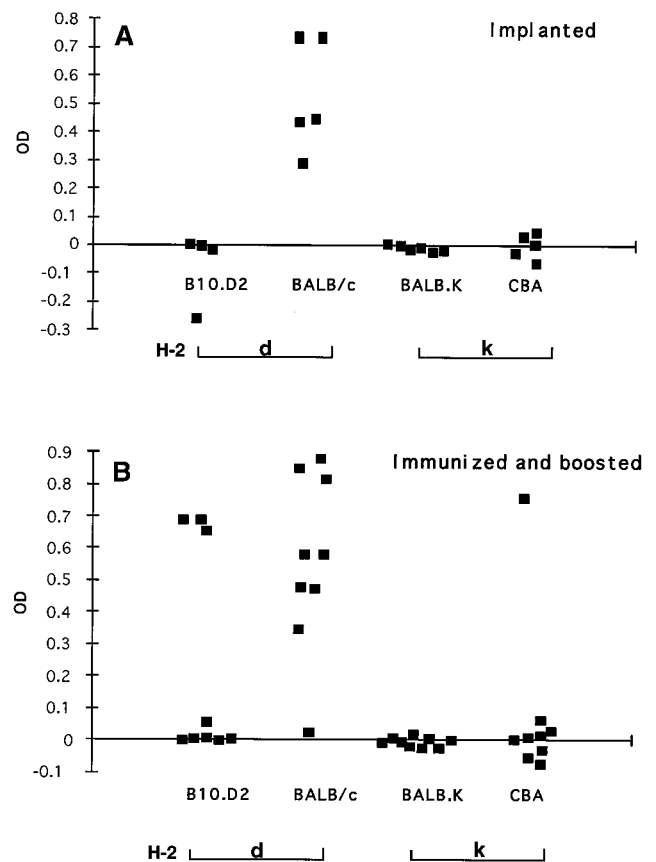 A
Implanted
OD
0.8
0.7
0.6
0.5
0.4
0.3
0.2
0.1
0
-0.1
-0.2
-0.3
B10.D2 BALB/c BALB.K CBA
H-2 d k
B
Immunized and boosted
OD
0.9
0.8
0.7
0.6
0.5
0.4
0.3
0.2
0.1
0
-0.1
B10.D2 BALB/c BALB.K CBA
H-2 d k